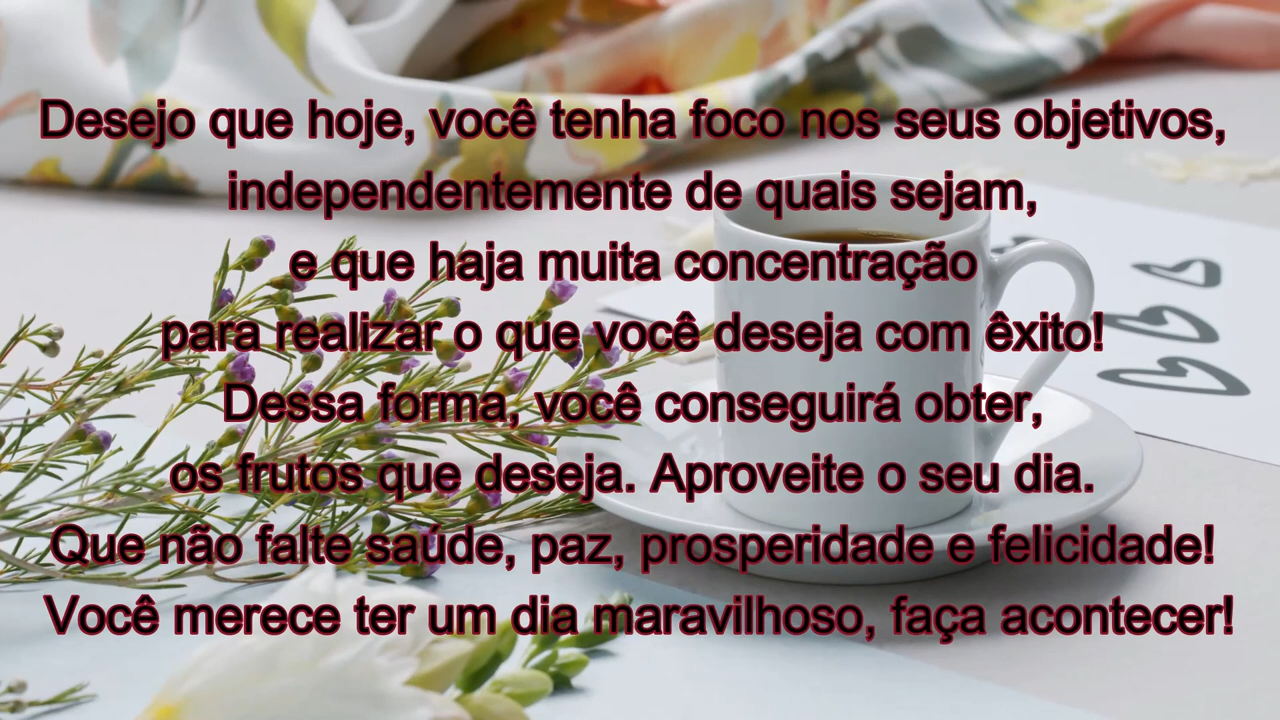 Desejo que hoje, você tenha foco nos seus objetivos,
independentemente de quais sejam,
e que haja muita concentração
para realizar o que você deseja com êxito!
Dessa forma, você conseguirá obter,
os frutos que deseja. Aproveite o seu dia.
Que não falte saúde, paz, prosperidade e felicidade!
Você merece ter um dia maravilhoso, faça acontecer!